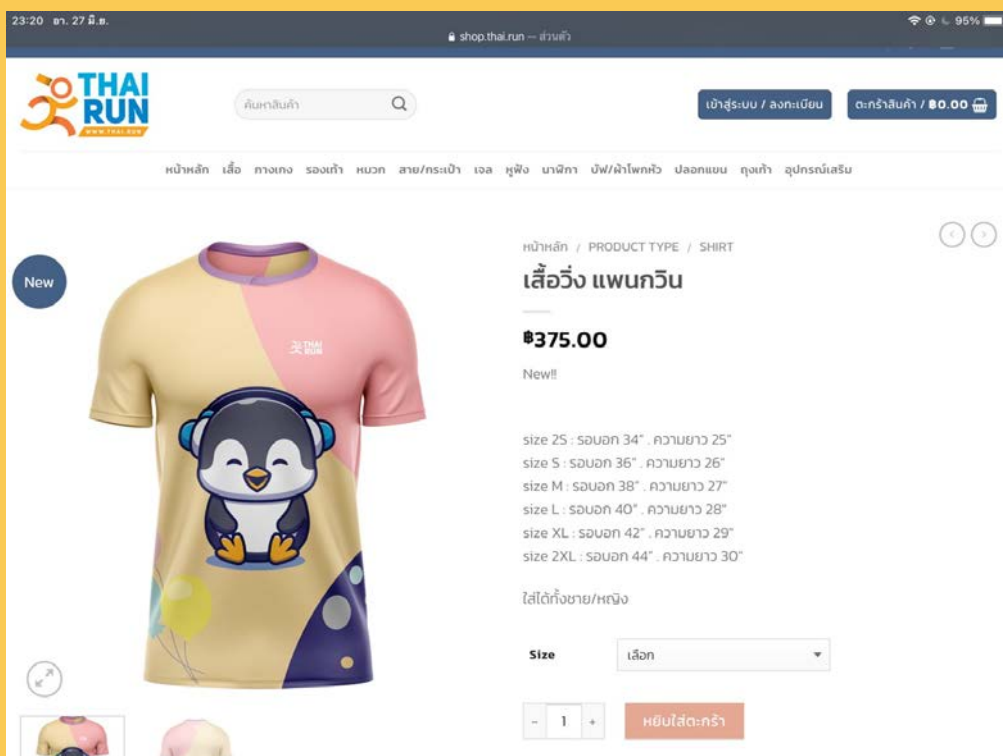 23:20 อา. 27 มิ.ย.
95%
shop.thai.run — ส่วนตัว
THAI
RUN
WWW.THAI.RUN
ค้นหาสินค้า
เข้าสู่ระบบ / ลงทะเบียน
ตะกร้าสินค้า / ฿0.00
หน้าหลัก เสื้อ กางเกง รองเท้า หมวก สาย/กระเป๋า เจล หูฟัง นาฬิกา บัฟ/ผ้าโพกหัว ปลอกแขน ถุงเท้า อุปกรณ์เสริม
หน้าหลัก / PRODUCT TYPE / SHIRT
New
เสื้อวิ่ง แพนกวิน
฿375.00
THAI
RUN
New!!
size 2S : รอบอก 34" . ความยาว 25"
size S : รอบอก 36" . ความยาว 26"
size M : รอบอก 38" . ความยาว 27"
size L : รอบอก 40" . ความยาว 28"
size XL : รอบอก 42" . ความยาว 29"
size 2XL : รอบอก 44" . ความยาว 30"
ใส่ได้ทั้งชาย/หญิง
Size เลือก
- 1 + หยิบใส่ตะกร้า